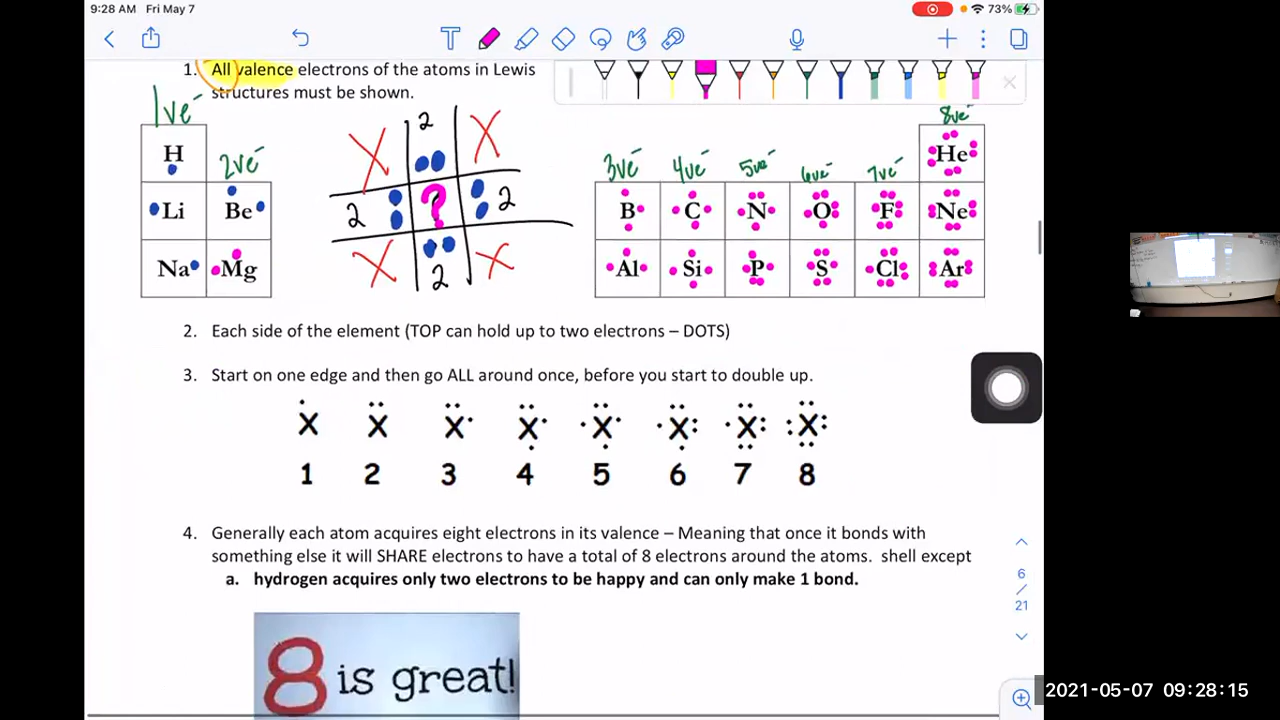 9:28 AM Fri May 7
73%
1. All valence electrons of the atoms in Lewis
structures must be shown.
1ve⁻
2ve⁻
3ve⁻ 4ve⁻ 5ve⁻ 6ve⁻ 7ve⁻ 8ve⁻
H He
Li Be B C N O F Ne
Na Mg Al Si P S Cl Ar
X 2 X
2 ? 2
X 2 X
2. Each side of the element (TOP can hold up to two electrons – DOTS)
3. Start on one edge and then go ALL around once, before you start to double up.
X X X X X X X X
1 2 3 4 5 6 7 8
4. Generally each atom acquires eight electrons in its valence – Meaning that once it bonds with
something else it will SHARE electrons to have a total of 8 electrons around the atoms. shell except
a. hydrogen acquires only two electrons to be happy and can only make 1 bond.
8 is great!
6
/
21
2021-05-07 09:28:15